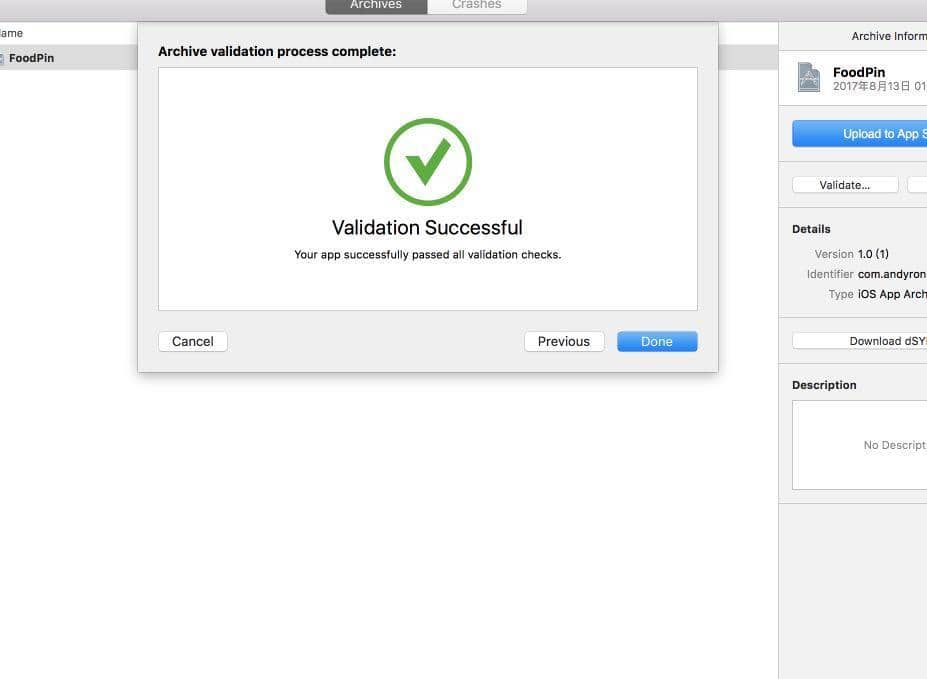 Archives
Crashes
ame
FoodPin
Archive validation process complete:
Validation Successful
Your app successfully passed all validation checks.
Cancel
Previous
Done
Archive Inform
FoodPin
2017年8月13日 01
Upload to App S
Validate...
Details
Version 1.0 (1)
Identifier com.andyron
Type iOS App Arch
Download dSY
Description
No Descript